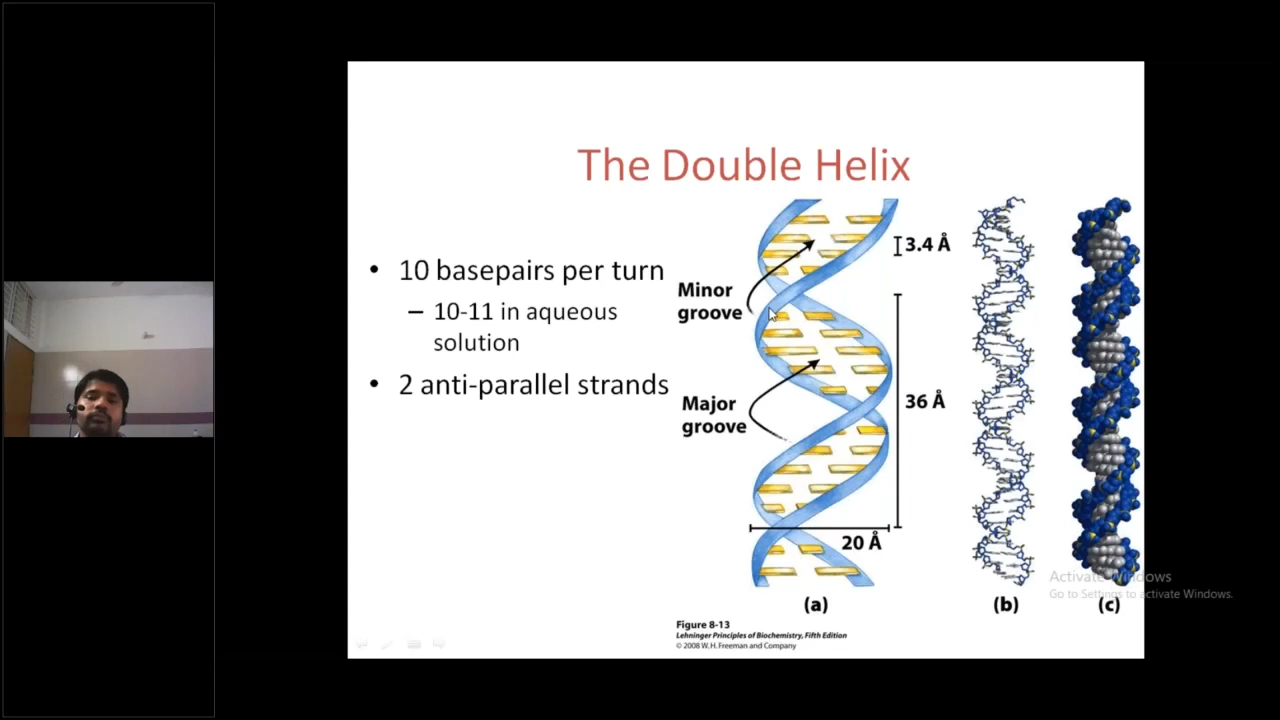 The Double Helix
• 10 basepairs per turn
– 10-11 in aqueous
solution
• 2 anti-parallel strands
Minor
groove
Major
groove
3.4 Å
36 Å
20 Å
(a)
(b)
(c)
Figure 8-13
Lehninger Principles of Biochemistry, Fifth Edition
© 2008 W.H. Freeman and Company
Activate Windows
Go to Settings to activate Windows.